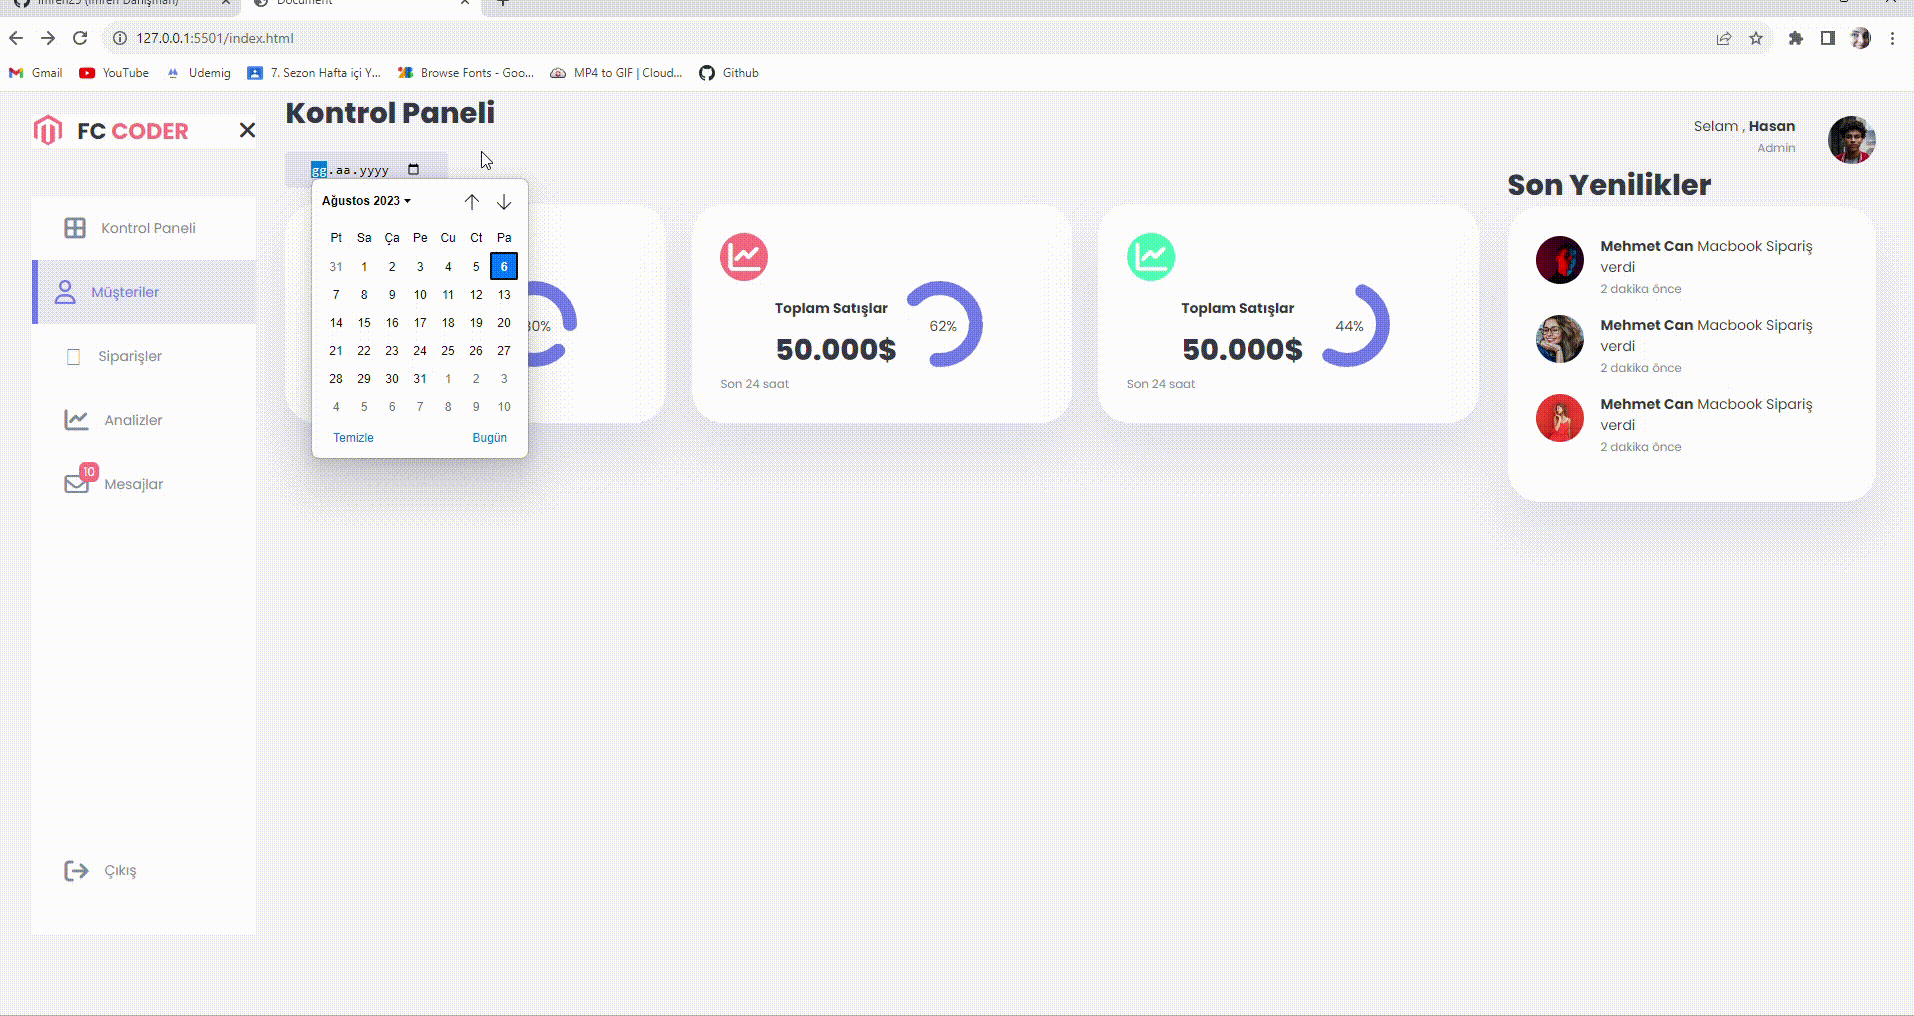 Document
127.0.0.1:5501/index.html
Gmail
YouTube
Udemig
7. Sezon Hafta içi Y...
Browse Fonts - Goo...
MP4 to GIF | Cloud...
Github
FC CODER
Kontrol Paneli
Müşteriler
Siparişler
Analizler
10
Mesajlar
Çıkış
Kontrol Paneli
gg.aa.yyyy
Ağustos 2023
Pt Sa Ça Pe Cu Ct Pa
31 1 2 3 4 5 6
7 8 9 10 11 12 13
14 15 16 17 18 19 20
21 22 23 24 25 26 27
28 29 30 31 1 2 3
4 5 6 7 8 9 10
Temizle Bugün
Toplam Satışlar
50.000$
62%
Son 24 saat
Toplam Satışlar
50.000$
44%
Son 24 saat
Selam , Hasan
Admin
Son Yenilikler
Mehmet Can Macbook Sipariş
verdi
2 dakika önce
Mehmet Can Macbook Sipariş
verdi
2 dakika önce
Mehmet Can Macbook Sipariş
verdi
2 dakika önce